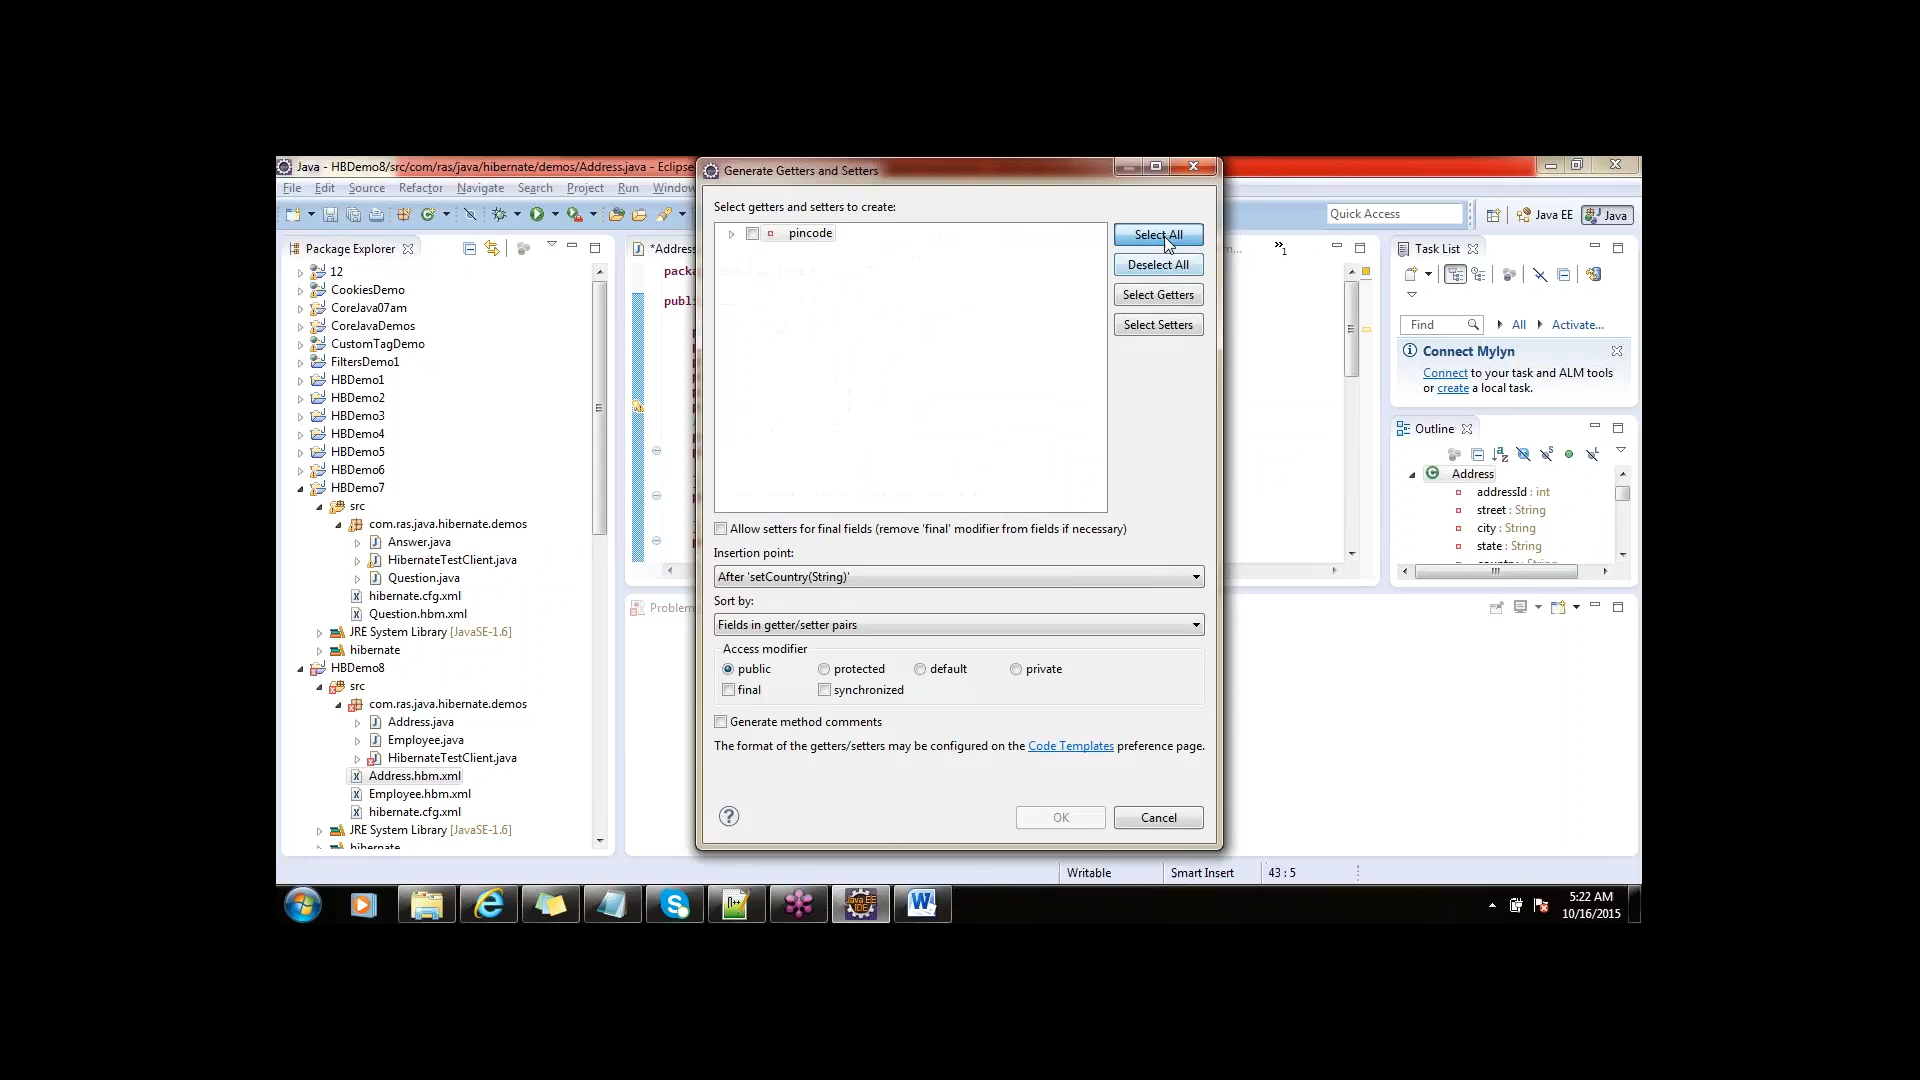 Java - HBDemo8/src/com/ras/java/hibernate/demos/Address.java - Eclipse
File Edit Source Refactor Navigate Search Project Run Window
Quick Access
Java EE
Java
Package Explorer
12
CookiesDemo
CoreJava07am
CoreJavaDemos
CustomTagDemo
FiltersDemo1
HBDemo1
HBDemo2
HBDemo3
HBDemo4
HBDemo5
HBDemo6
HBDemo7
src
com.ras.java.hibernate.demos
Answer.java
HibernateTestClient.java
Question.java
hibernate.cfg.xml
Question.hbm.xml
JRE System Library [JavaSE-1.6]
hibernate
HBDemo8
src
com.ras.java.hibernate.demos
Address.java
Employee.java
HibernateTestClient.java
Address.hbm.xml
Employee.hbm.xml
hibernate.cfg.xml
JRE System Library [JavaSE-1.6]
hibernate
*Address
packa
publi
Problem
Generate Getters and Setters
Select getters and setters to create:
pincode
Select All
Deselect All
Select Getters
Select Setters
Allow setters for final fields (remove 'final' modifier from fields if necessary)
Insertion point:
After 'setCountry(String)'
Sort by:
Fields in getter/setter pairs
Access modifier
public protected default private
final synchronized
Generate method comments
The format of the getters/setters may be configured on the Code Templates preference page.
OK
Cancel
Task List
Find
All
Activate...
Connect Mylyn
Connect to your task and ALM tools
or create a local task.
Outline
Address
addressId : int
street : String
city : String
state : String
Writable
Smart Insert
43 : 5
5:22 AM
10/16/2015